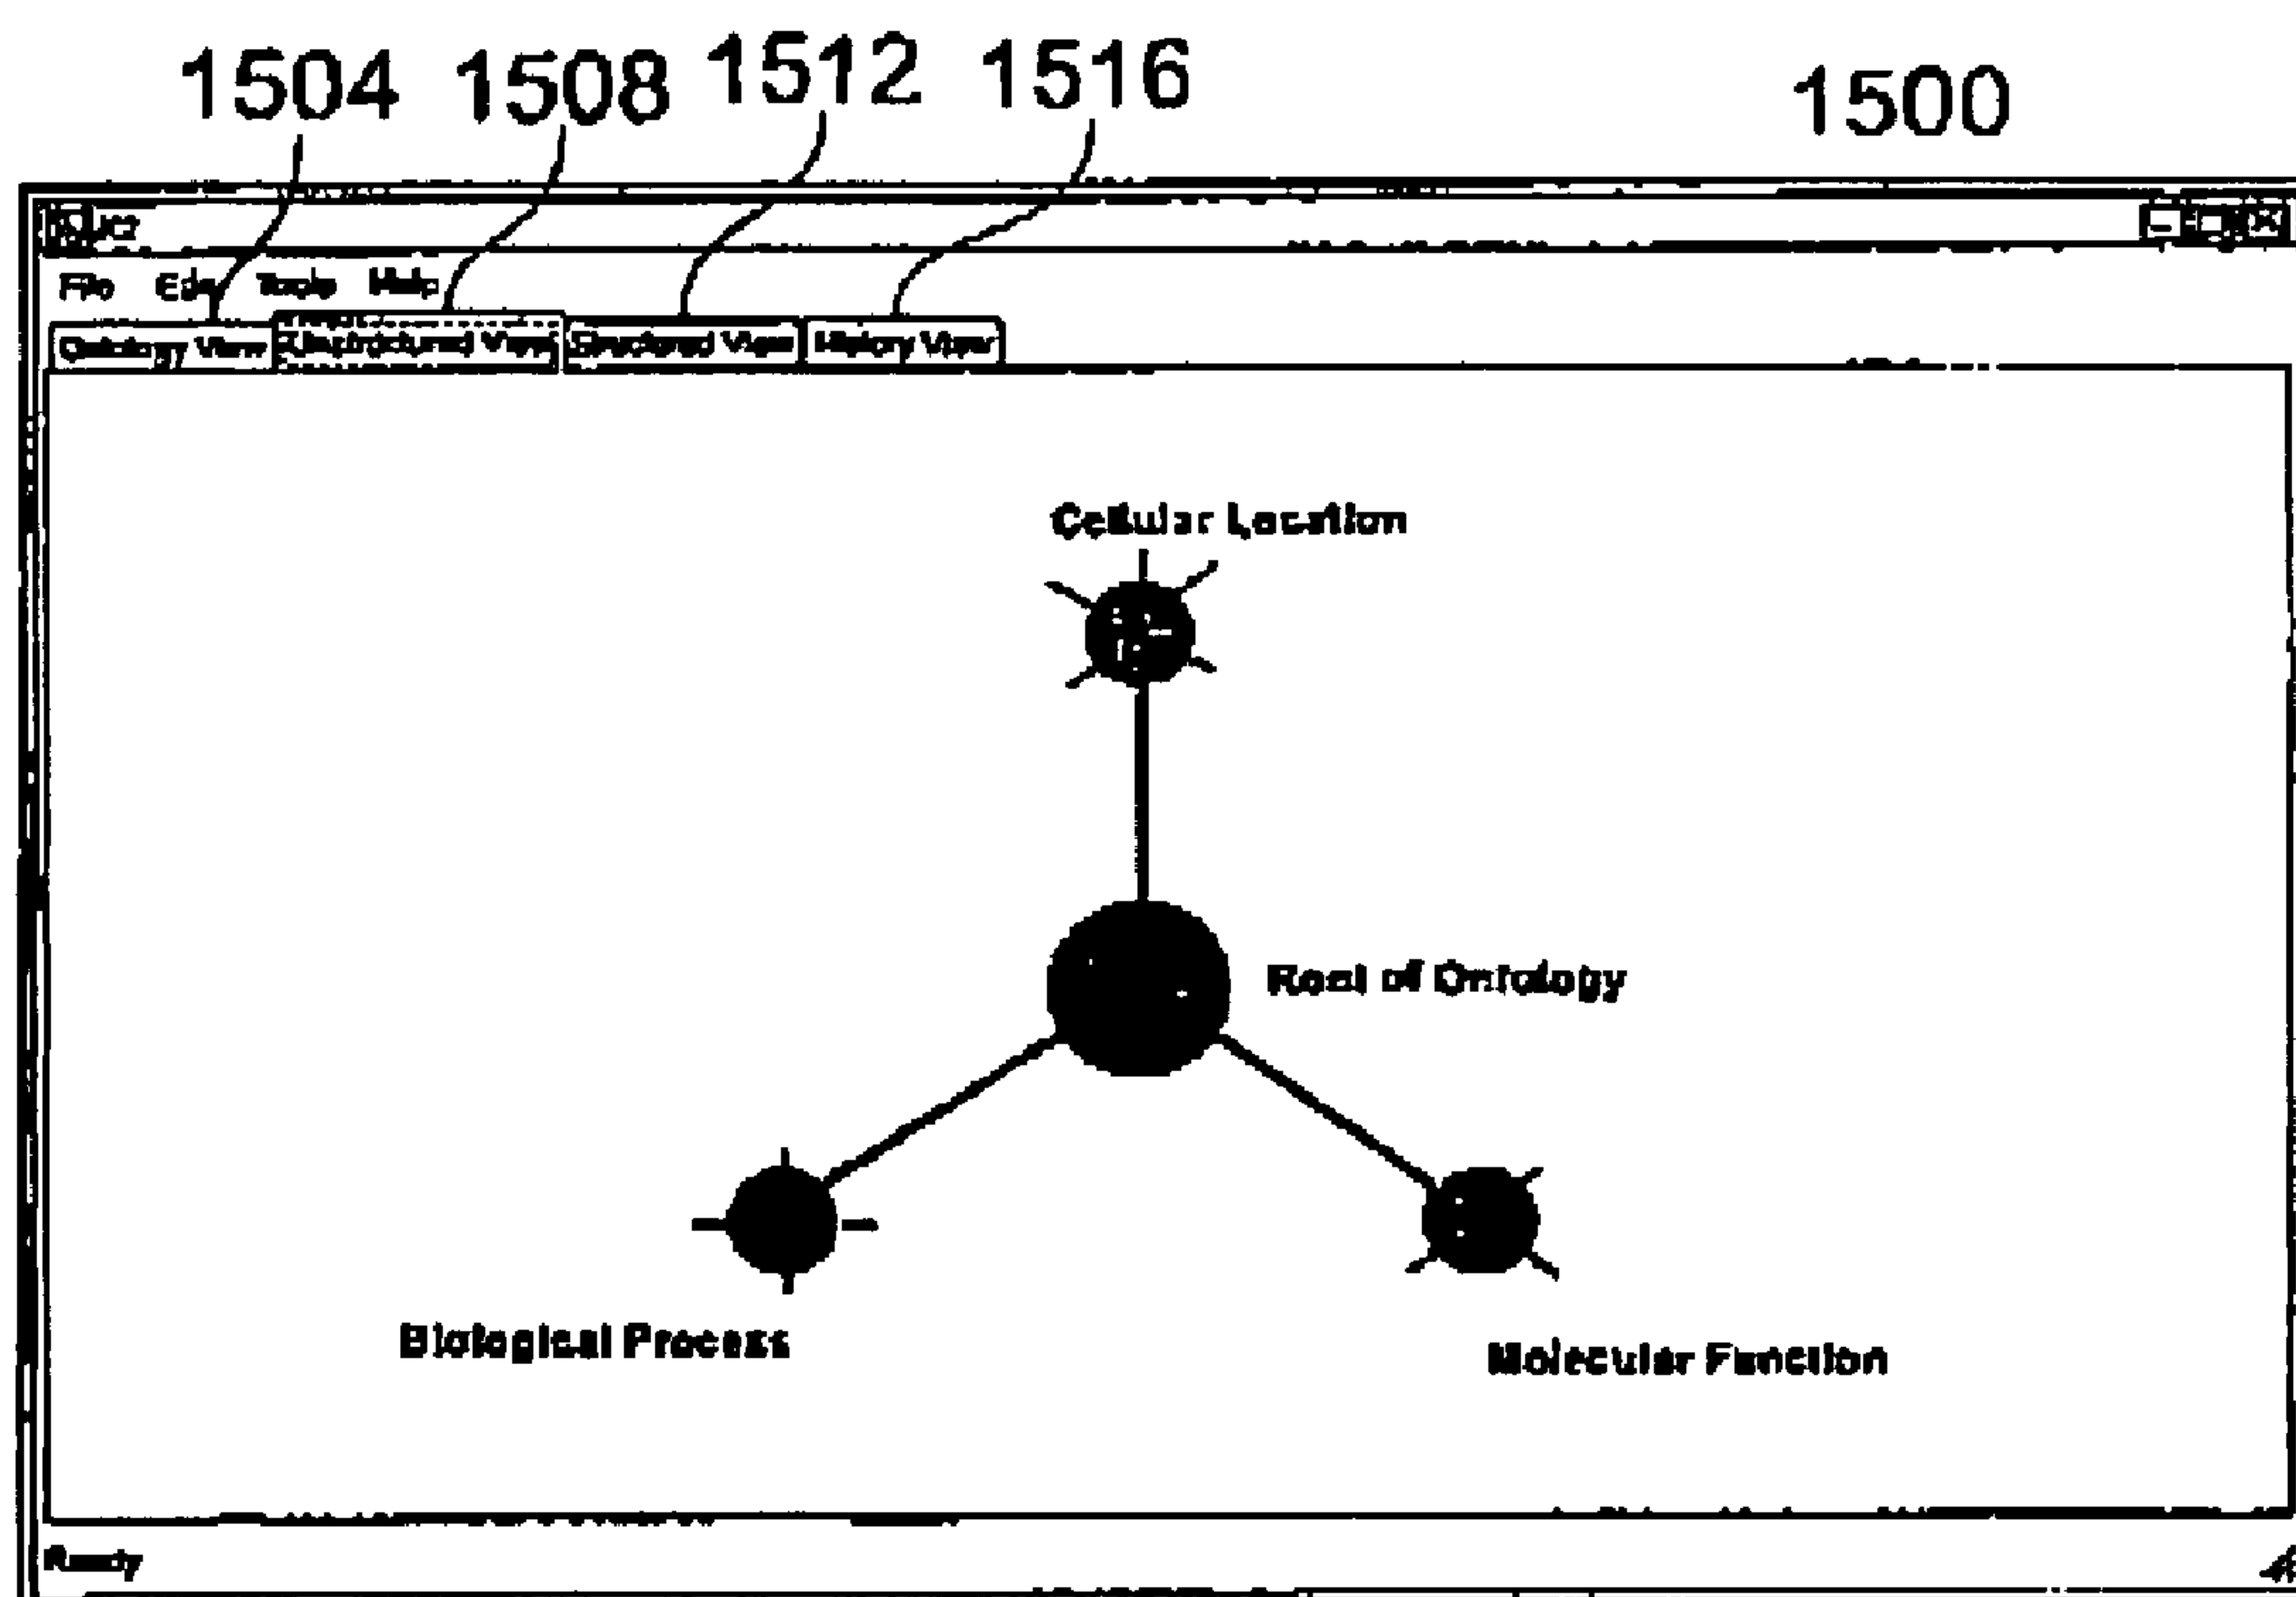 1504 1508 1512 1516 1500
File Edit Tools Help
Ontology View Unstructured View Structured View History View
Cellular Location
Root of Ontology
Biological Process
Molecular Function
Ready